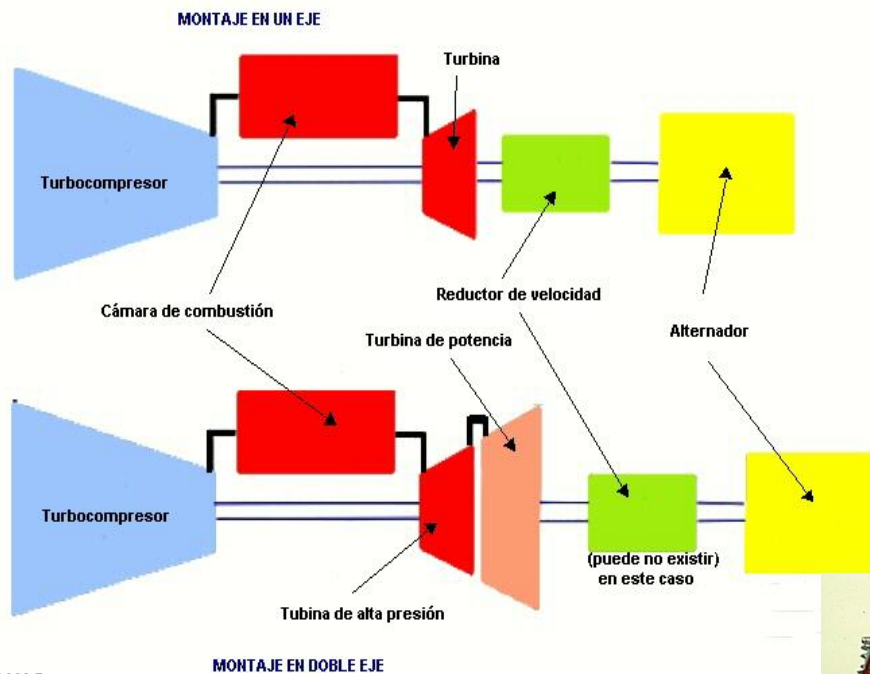 MONTAJE EN UN EJE
Turbina
Turbocompresor
Cámara de combustión
Reductor de velocidad
Turbina de potencia
Alternador
Turbocompresor
(puede no existir)
en este caso
Tubina de alta presión
MONTAJE EN DOBLE EJE